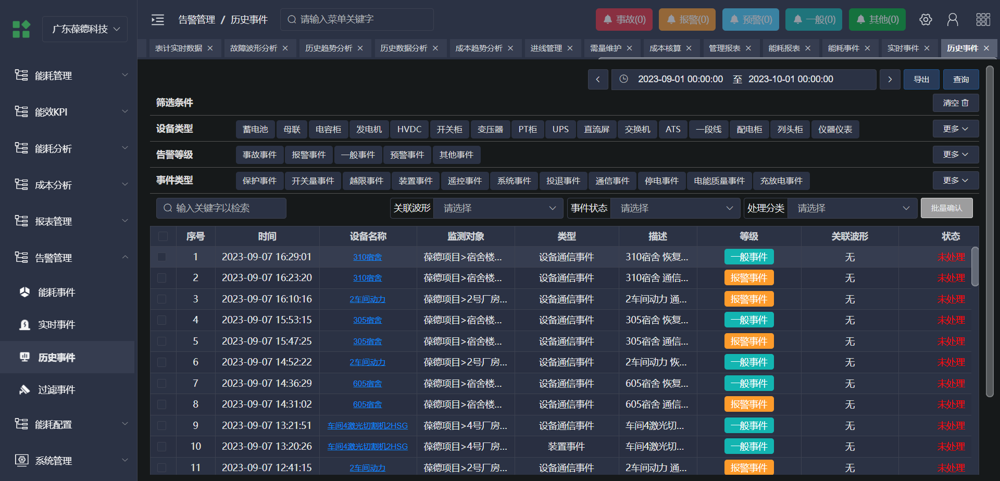 广东葆德科技
告警管理 / 历史事件
请输入菜单关键字
事故(0)
报警(0)
预警(0)
一般(0)
其他(0)
表计实时数据 × 故障波形分析 × 历史趋势分析 × 历史数据分析 × 成本趋势分析 × 进线管理 × 需量维护 × 成本核算 × 管理报表 × 能耗报表 × 能耗事件 × 实时事件 × 历史事件 ×
能耗管理
能效KPI
能耗分析
成本分析
报表管理
告警管理
能耗事件
实时事件
历史事件
过滤事件
能耗配置
系统管理
2023-09-01 00:00:00 至 2023-10-01 00:00:00
导出
查询
筛选条件 清空
设备类型 蓄电池 母联 电容柜 发电机 HVDC 开关柜 变压器 PT柜 UPS 直流屏 交换机 ATS 一段线 配电柜 列头柜 仪器仪表 更多
告警等级 事故事件 报警事件 一般事件 预警事件 其他事件 更多
事件类型 保护事件 开关量事件 越限事件 装置事件 遥控事件 系统事件 投退事件 通信事件 停电事件 电能质量事件 充放电事件 更多
输入关键字以检索 关联波形 请选择 事件状态 请选择 处理分类 请选择 批量确认
序号 时间 设备名称 监测对象 类型 描述 等级 关联波形 状态
1 2023-09-07 16:29:01 310宿舍 葆德项目>宿舍楼... 设备通信事件 310宿舍 恢复... 一般事件 无 未处理
2 2023-09-07 16:23:20 310宿舍 葆德项目>宿舍楼... 设备通信事件 310宿舍 通信... 报警事件 无 未处理
3 2023-09-07 16:10:16 2车间动力 葆德项目>2号厂房... 设备通信事件 2车间动力 通... 报警事件 无 未处理
4 2023-09-07 15:53:15 305宿舍 葆德项目>宿舍楼... 设备通信事件 305宿舍 恢复... 一般事件 无 未处理
5 2023-09-07 15:47:25 305宿舍 葆德项目>宿舍楼... 设备通信事件 305宿舍 通信... 报警事件 无 未处理
6 2023-09-07 14:52:22 2车间动力 葆德项目>2号厂房... 设备通信事件 2车间动力 恢... 一般事件 无 未处理
7 2023-09-07 14:36:29 605宿舍 葆德项目>宿舍楼... 设备通信事件 605宿舍 恢复... 一般事件 无 未处理
8 2023-09-07 14:31:02 605宿舍 葆德项目>宿舍楼... 设备通信事件 605宿舍 通信... 报警事件 无 未处理
9 2023-09-07 13:21:51 车间4激光切割机2HSG 葆德项目>4号厂房... 设备通信事件 车间4激光切... 一般事件 无 未处理
10 2023-09-07 13:20:26 车间4激光切割机2HSG 葆德项目>4号厂房... 装置事件 车间4激光切... 一般事件 无 未处理
11 2023-09-07 12:41:15 2车间动力 葆德项目>2号厂房... 设备通信事件 2车间动力 通... 报警事件 无 未处理